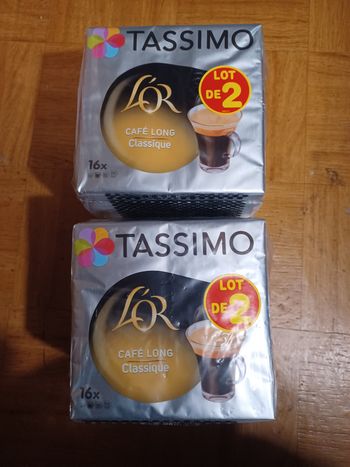 TASSIMO
L'OR
CAFÉ LONG
Classique
LOT
DE 2
16x
TASSIMO
L'OR
CAFÉ LONG
Classique
LOT
DE 2
16x